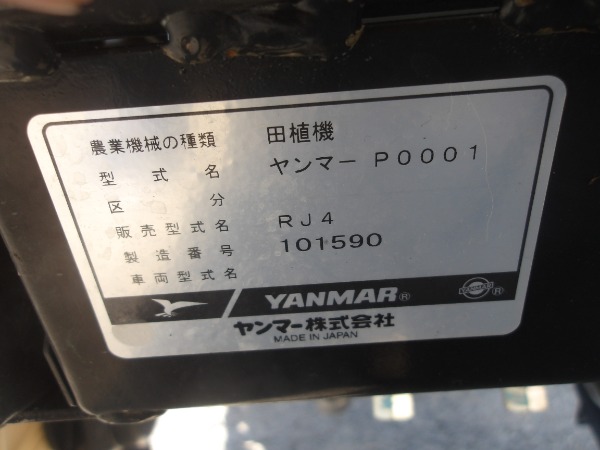 農業機械の種類 田植機
型式名 ヤンマー P0001
区分
販売型式名 RJ4
製造番号 101590
車両型式名
YANMAR®
ヤンマー株式会社
MADE IN JAPAN